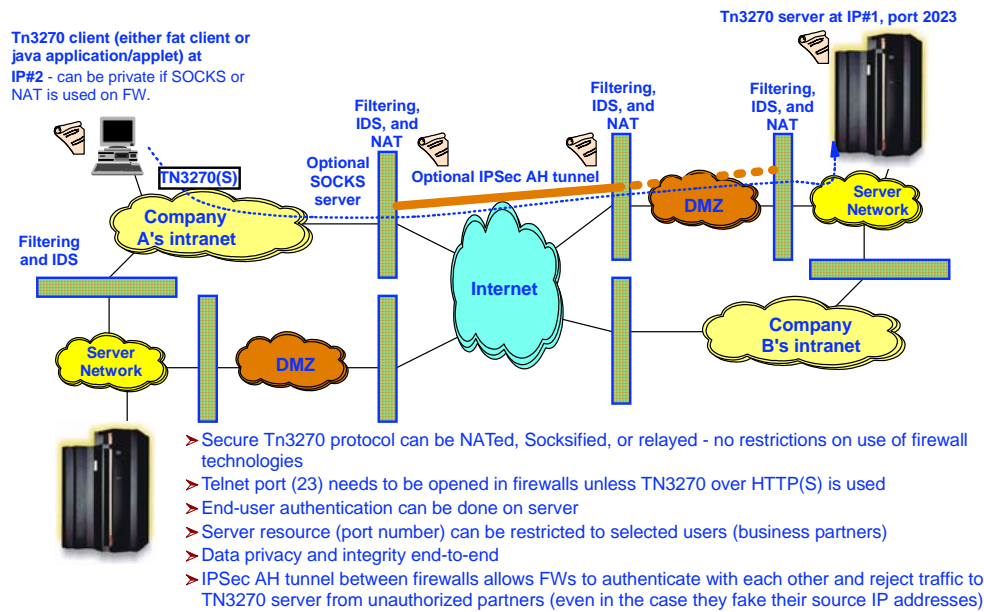 Tn3270 server at IP#1, port 2023
Tn3270 client (either fat client or
java application/applet) at
IP#2 - can be private if SOCKS or
NAT is used on FW.
Filtering,
IDS, and
NAT
Filtering,
IDS, and
NAT
Filtering,
IDS, and
NAT
TN3270(S)
Optional
SOCKS
server
Optional IPSec AH tunnel
Company
A's intranet
DMZ
Server
Network
Filtering
and IDS
Internet
Company
B's intranet
Server
Network
DMZ
➤ Secure Tn3270 protocol can be NATed, Socksified, or relayed - no restrictions on use of firewall
technologies
➤ Telnet port (23) needs to be opened in firewalls unless TN3270 over HTTP(S) is used
➤ End-user authentication can be done on server
➤ Server resource (port number) can be restricted to selected users (business partners)
➤ Data privacy and integrity end-to-end
➤ IPSec AH tunnel between firewalls allows FWs to authenticate with each other and reject traffic to
TN3270 server from unauthorized partners (even in the case they fake their source IP addresses)